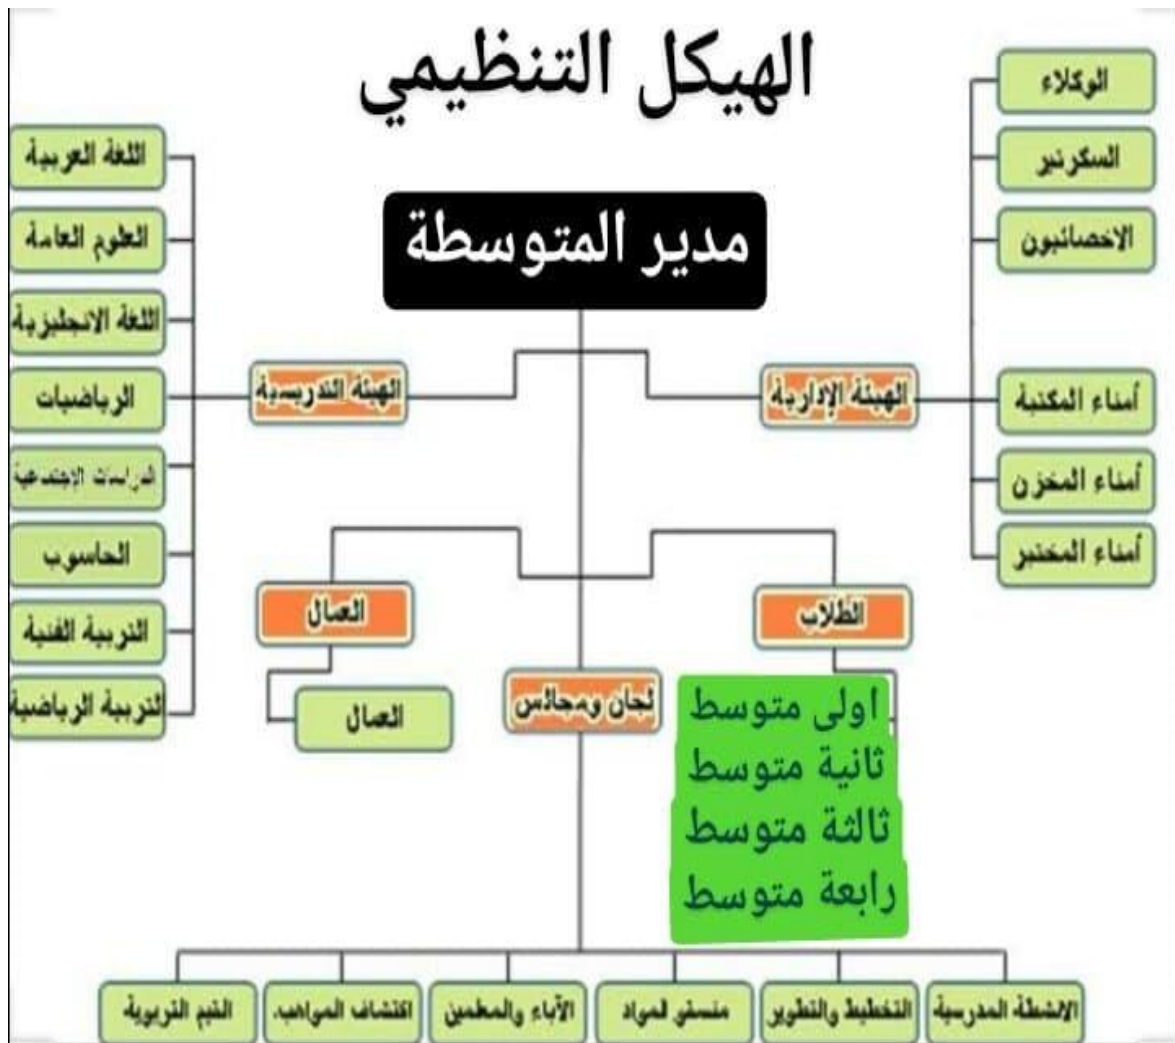 الهيكل التنظيمي
مدير المتوسطة
الهيئة الإدارية
الوكلاء
السكرتير
الاخصائيون
أمناء المكتبة
أمناء المخزن
أمناء المختبر
الهيئة التدريسية
اللغة العربية
العلوم العامة
اللغة الانجليزية
الرياضيات
الدراسات الإجتماعية
الحاسوب
التربية الفنية
التربية الرياضية
الطلاب
اولى متوسط
ثانية متوسط
ثالثة متوسط
رابعة متوسط
العمال
العمال
لجان ومجالس
الانشطة المدرسية
التخطيط والتطوير
منسقو المواد
الآباء والمعلمين
اكتشاف المواهب.
القيم التربوية